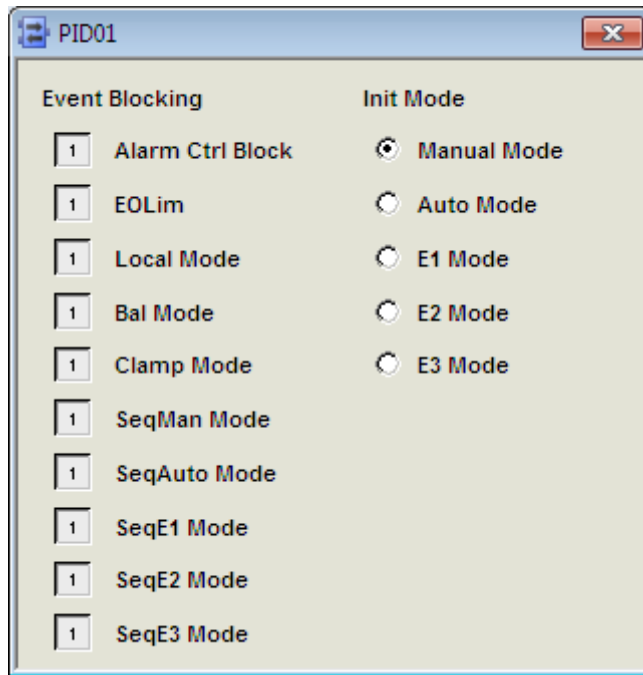 PID01
Event Blocking Init Mode
1 Alarm Ctrl Block Manual Mode
1 EOLim Auto Mode
1 Local Mode E1 Mode
1 Bal Mode E2 Mode
1 Clamp Mode E3 Mode
1 SeqMan Mode
1 SeqAuto Mode
1 SeqE1 Mode
1 SeqE2 Mode
1 SeqE3 Mode